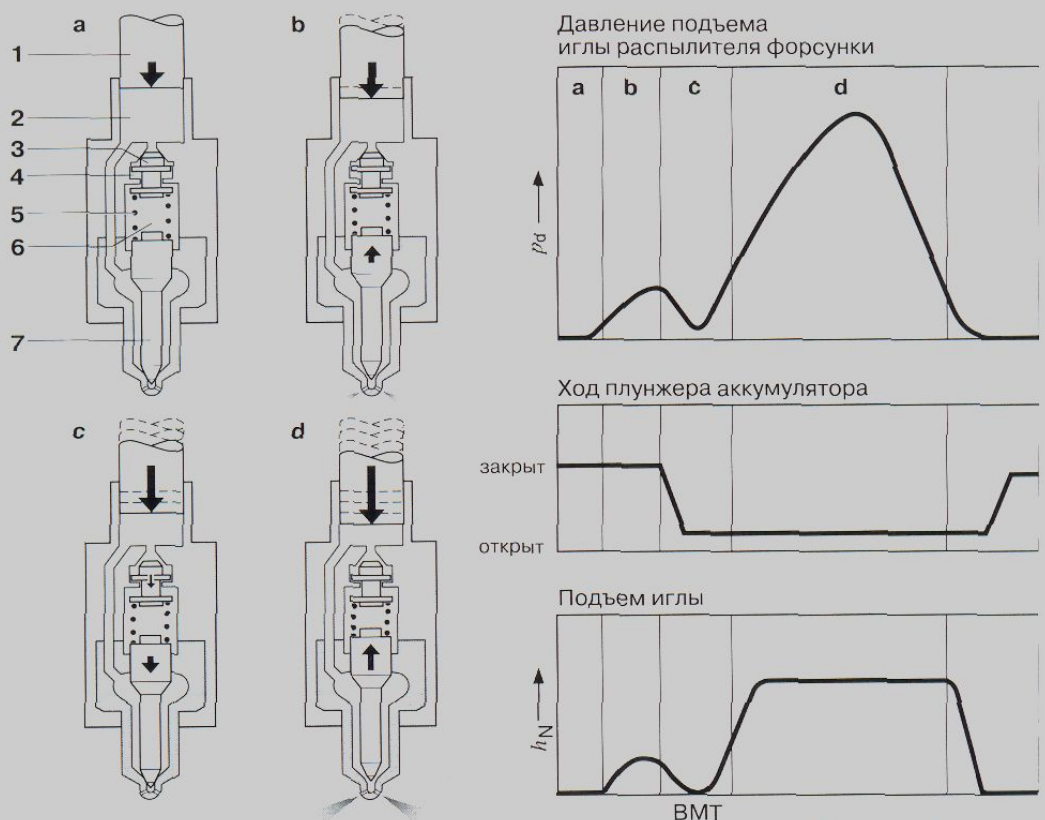 a
b
1
2
3
4
5
6
7
c
d
Давление подъема
иглы распылителя форсунки
a b c d
pd
Ход плунжера аккумулятора
закрыт
открыт
Подъем иглы
hN
ВМТ